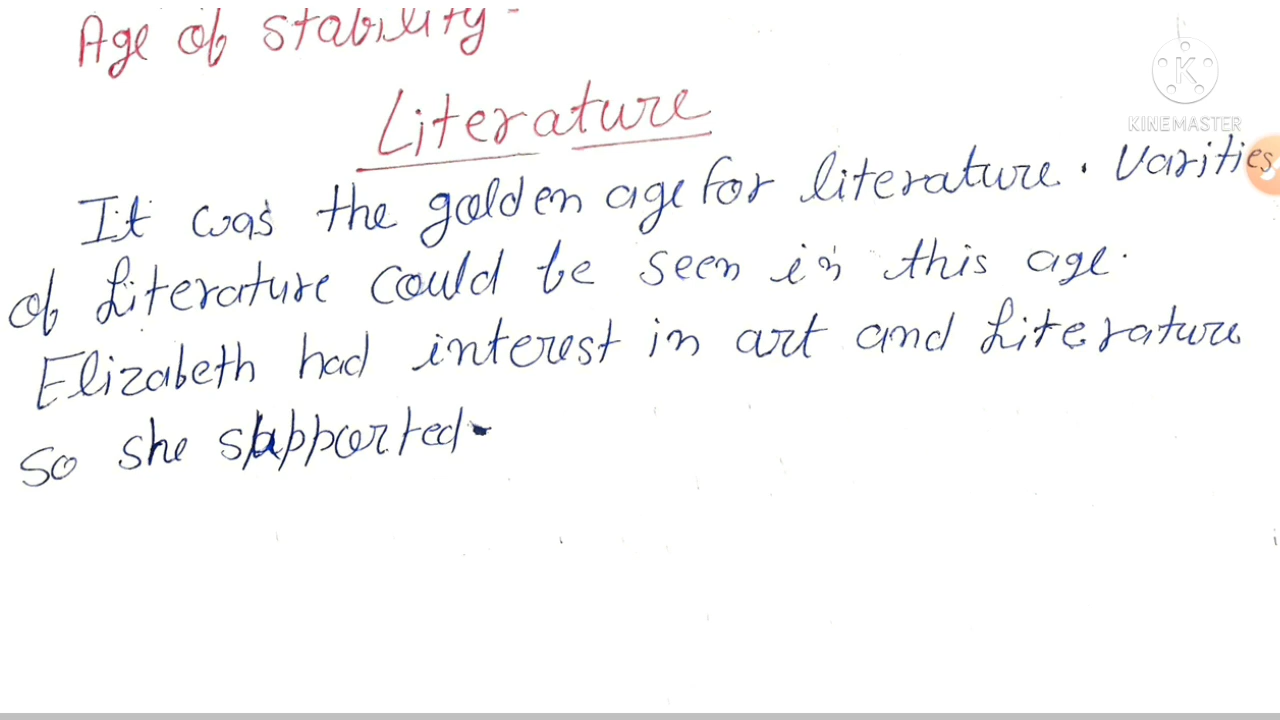 Age of stability-
KINEMASTER
Literature
It was the golden age for literature. Varities
of Literature could be seen in this age.
Elizabeth had interest in art and Literature
So she supported-